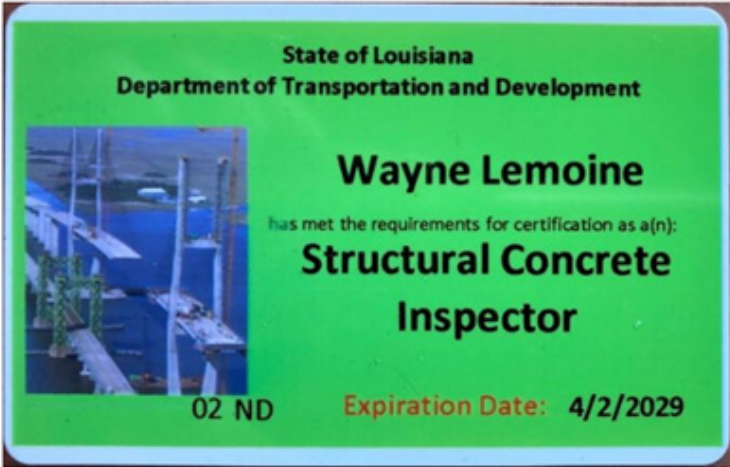 State of Louisiana
Department of Transportation and Development
Wayne Lemoine
has met the requirements for certification as a(n):
Structural Concrete
Inspector
02 ND Expiration Date: 4/2/2029